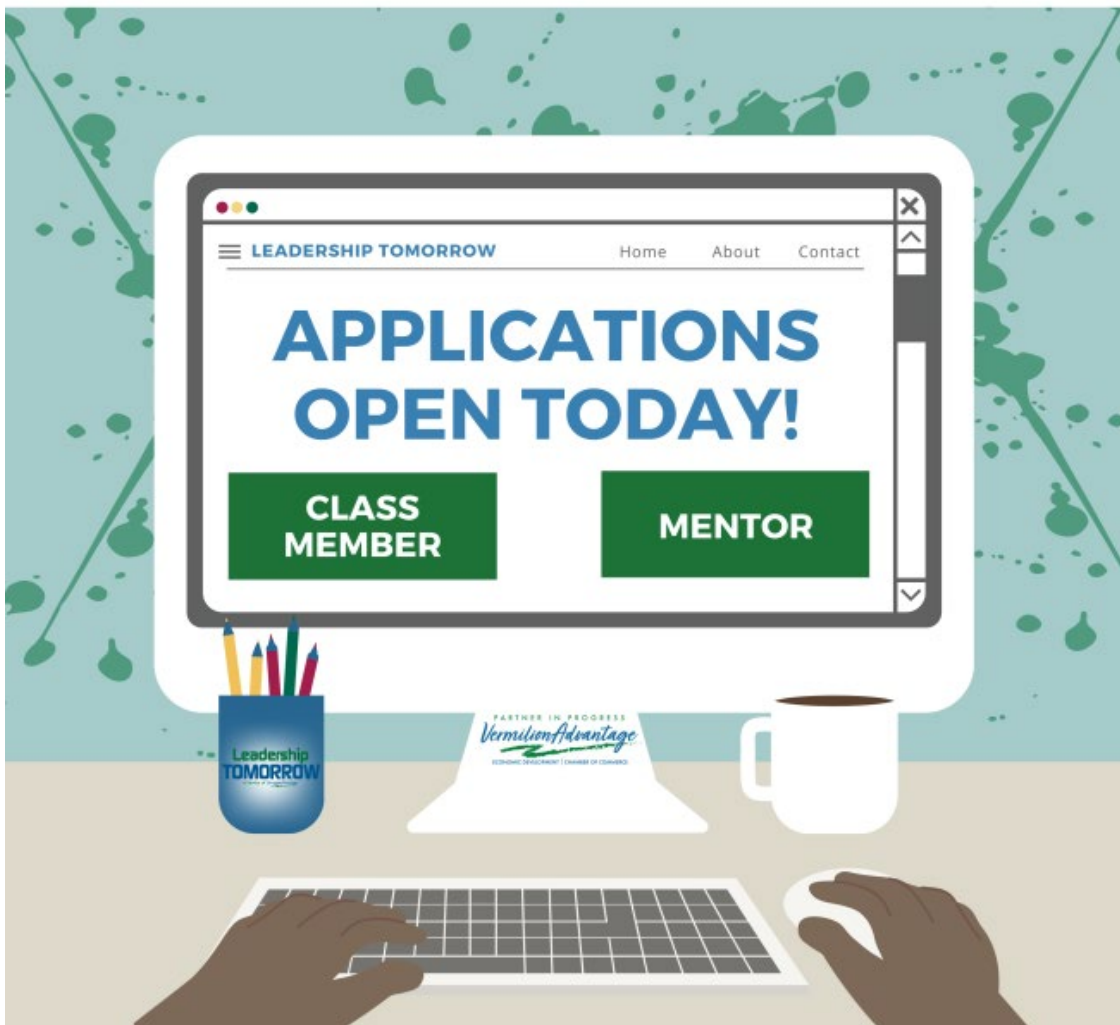 LEADERSHIP TOMORROW
Home About Contact
APPLICATIONS
OPEN TODAY!
CLASS
MEMBER
MENTOR
PARTNER IN PROGRESS
VermilionAdvantage
ECONOMIC DEVELOPMENT | CHAMBER OF COMMERCE
Leadership
TOMORROW